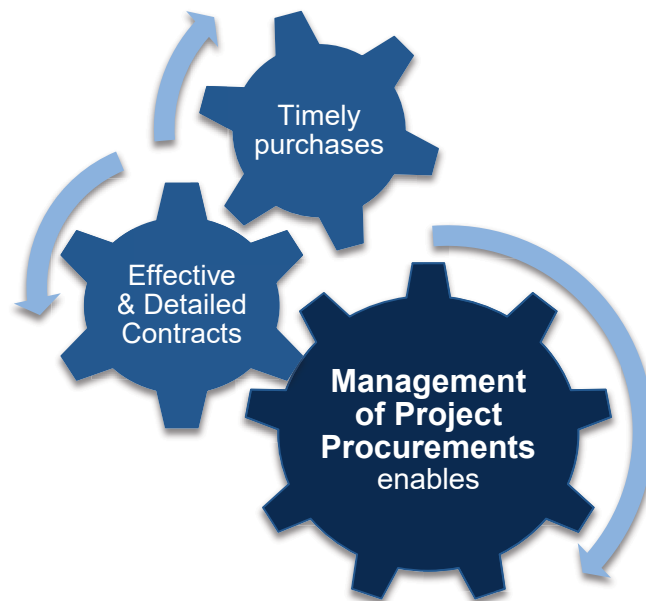 Timely
purchases
Effective
& Detailed
Contracts
Management
of Project
Procurements
enables